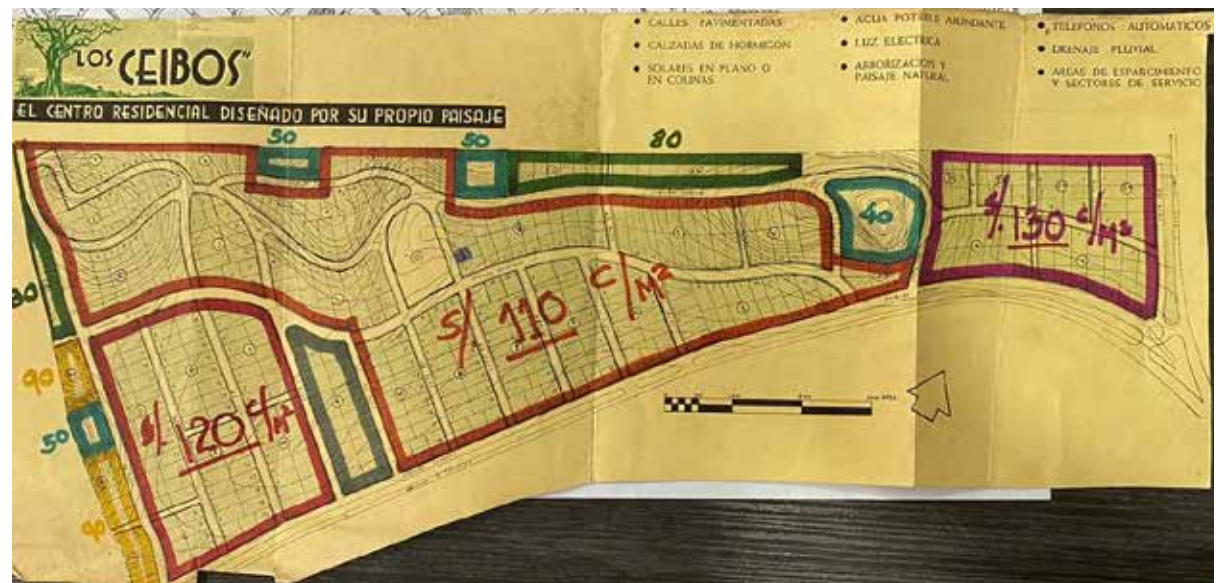 "LOS CEIBOS"
EL CENTRO RESIDENCIAL DISEÑADO POR SU PROPIO PAISAJE
• CALLES PAVIMENTADAS
• CALZADAS DE HORMIGON
• SOLARES EN PLANO O
EN COLINAS
• AGUA POTABLE ABUNDANTE
• LUZ ELECTRICA
• ARBORIZACION Y
PAISAJE NATURAL
• TELEFONOS AUTOMATICOS
• DRENAJE PLUVIAL
• AREAS DE ESPARCIMIENTO
Y SECTORES DE SERVICIO
50
50
80
40
S/. 130 c/M²
S/. 110 c/M²
80
90
50
S/. 120 c/M²
90